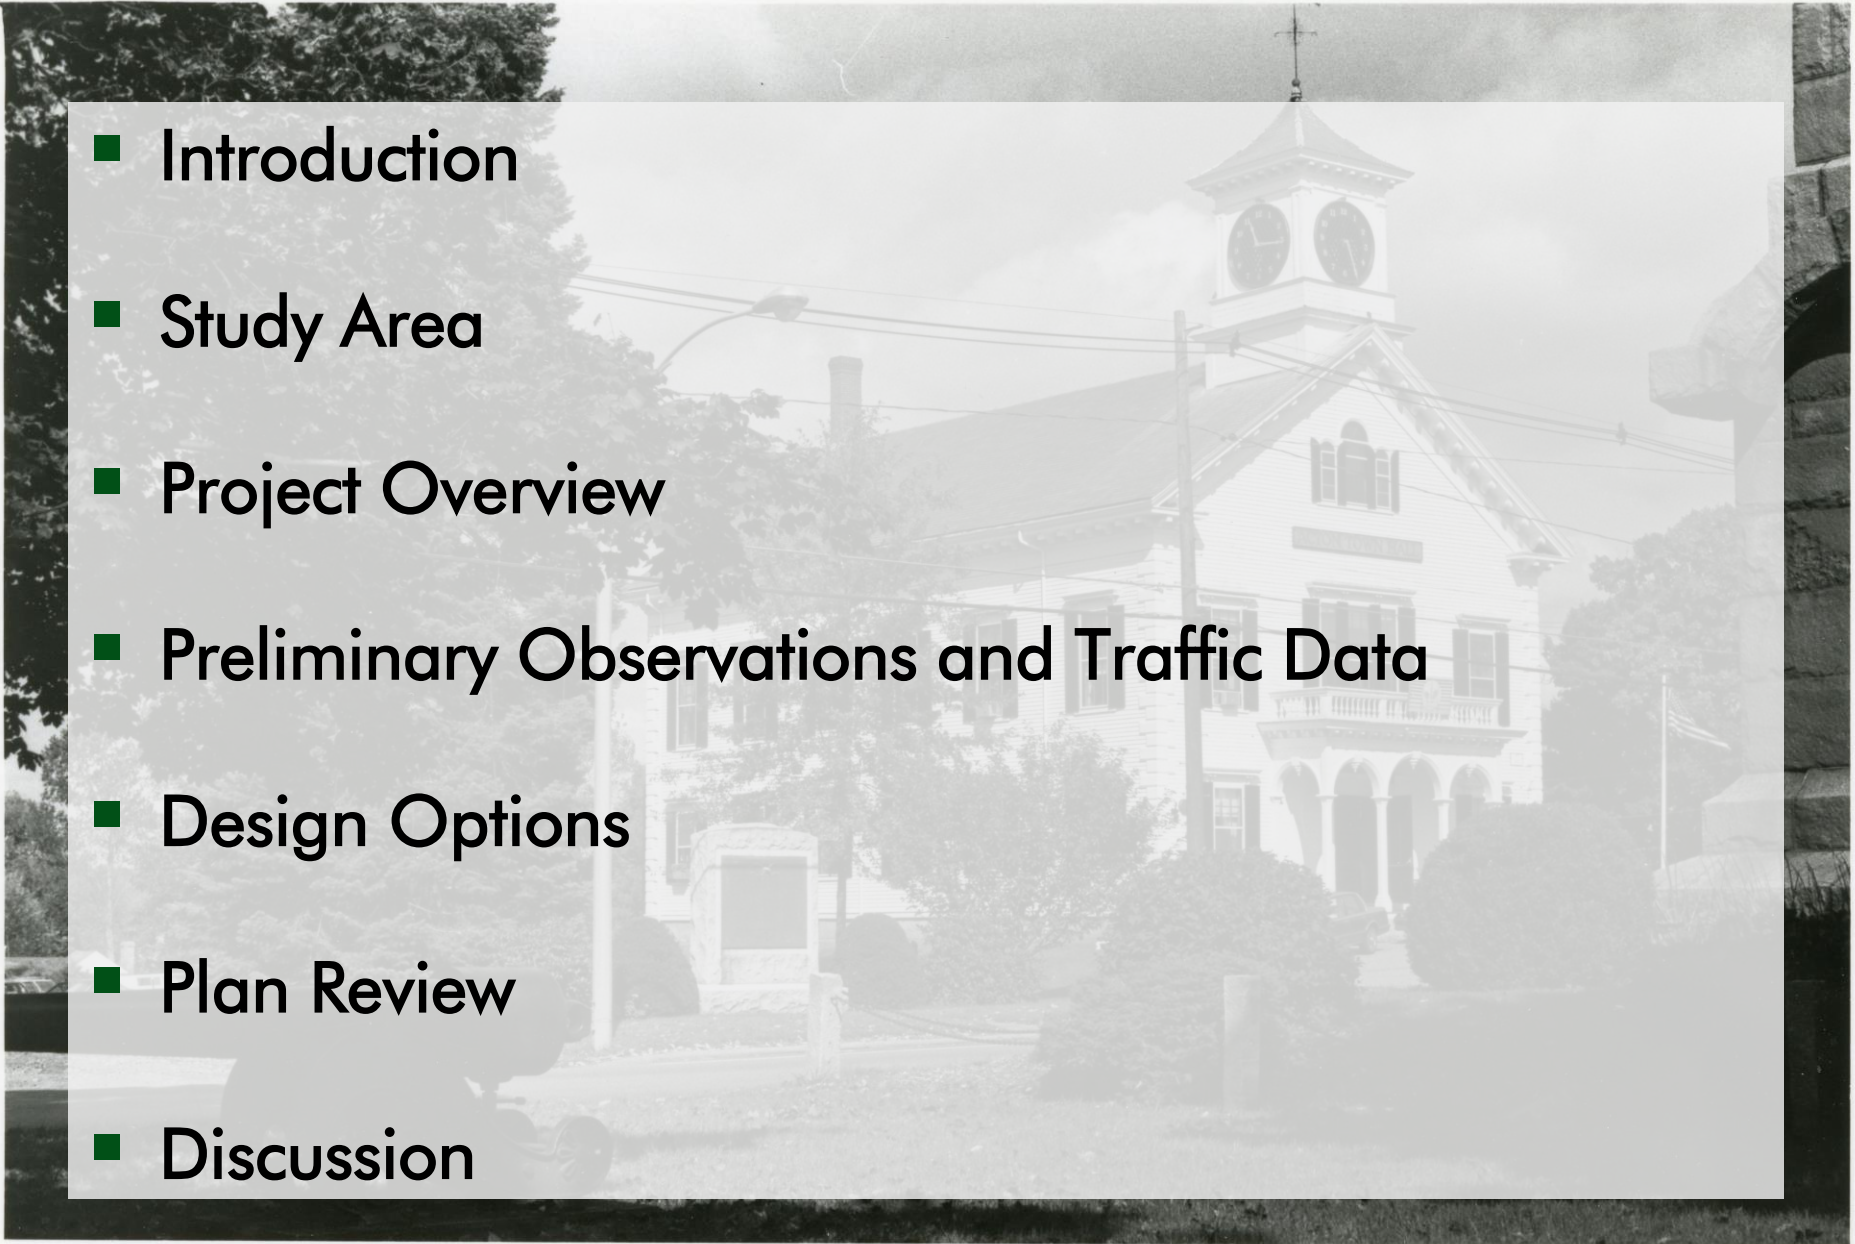 Introduction
Study Area
Project Overview
Preliminary Observations and Traffic Data
Design Options
Plan Review
Discussion